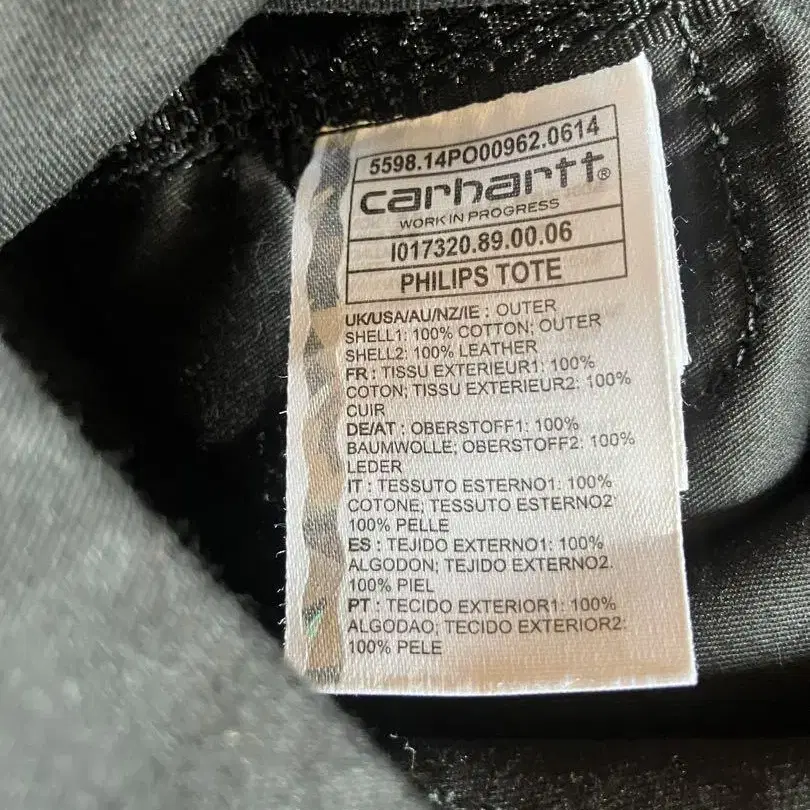 5598.14PO00962.0614
carhartt®
WORK IN PROGRESS
I017320.89.00.06
PHILIPS TOTE
UK/USA/AU/NZ/IE : OUTER
SHELL1: 100% COTTON; OUTER
SHELL2: 100% LEATHER
FR : TISSU EXTERIEUR1: 100%
COTON; TISSU EXTERIEUR2: 100%
CUIR
DE/AT : OBERSTOFF1: 100%
BAUMWOLLE; OBERSTOFF2: 100%
LEDER
IT : TESSUTO ESTERNO1: 100%
COTONE; TESSUTO ESTERNO2:
100% PELLE
ES : TEJIDO EXTERNO1: 100%
ALGODON; TEJIDO EXTERNO2:
100% PIEL
PT : TECIDO EXTERIOR1: 100%
ALGODAO; TECIDO EXTERIOR2:
100% PELE